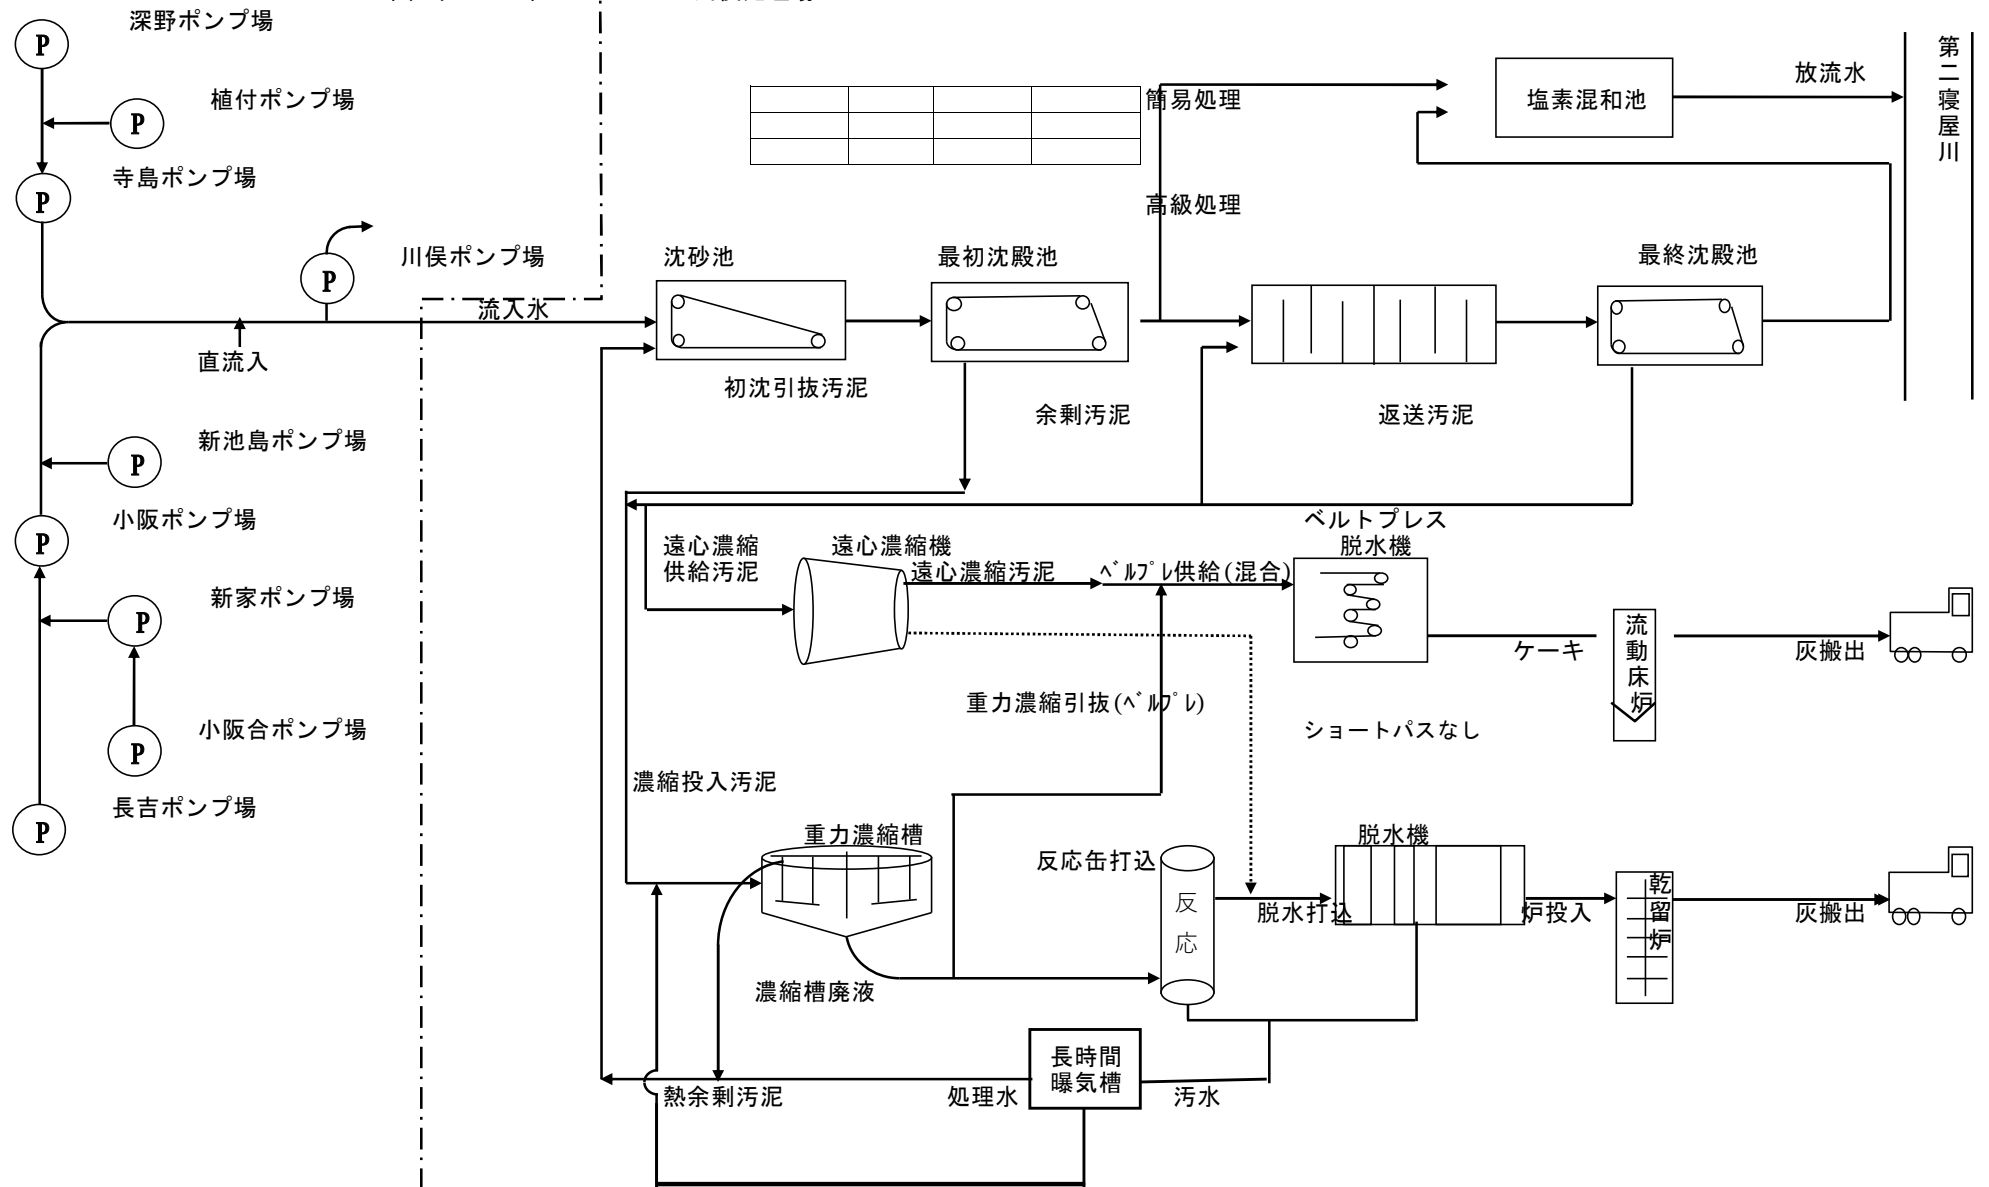 深野ポンプ場
P
植付ポンプ場
P
寺島ポンプ場
P
川俣ポンプ場
P
流入水
直流入
新池島ポンプ場
P
小阪ポンプ場
P
新家ポンプ場
P
小阪合ポンプ場
P
長吉ポンプ場
P
簡易処理
高級処理
塩素混和池
放流水
第二寝屋川
沈砂池
最初沈殿池
最終沈殿池
初沈引抜汚泥
余剰汚泥
返送汚泥
遠心濃縮
供給汚泥
遠心濃縮機
遠心濃縮汚泥
ﾍﾞﾙﾌﾟﾚ供給(混合)
ベルトプレス
脱水機
ケーキ
流動床炉
灰搬出
重力濃縮引抜(ﾍﾞﾙﾌﾟﾚ)
ショートパスなし
濃縮投入汚泥
重力濃縮槽
反応缶打込
反応
脱水機
脱水打込
炉投入
乾留炉
灰搬出
濃縮槽廃液
長時間
曝気槽
熱余剰汚泥
処理水
汚水